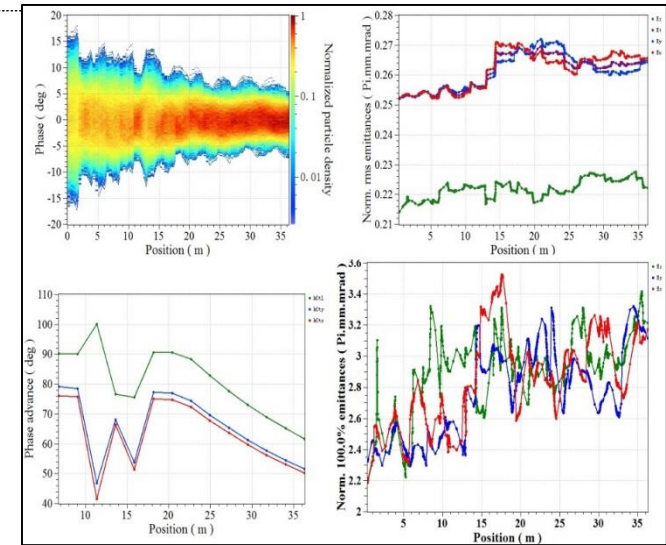 20
15
10
5
0
-5
-10
-15
-20
Phase ( deg )
0 5 10 15 20 25 30 35
Position ( m )
1
0.1
0.01
Normalized particle density
0.28
0.27
0.26
0.25
0.24
0.23
0.22
0.21
Norm. rms emittances ( Pi.mm.mrad )
5 10 15 20 25 30 35
Position ( m )
110
100
90
80
70
60
50
40
Phase advance ( deg )
10 15 20 25 30 35
Position ( m )
3.6
3.4
3.2
3
2.8
2.6
2.4
2.2
2
Norm. 100.0% emittances ( Pi.mm.mrad )
5 10 15 20 25 30 35
Position ( m )